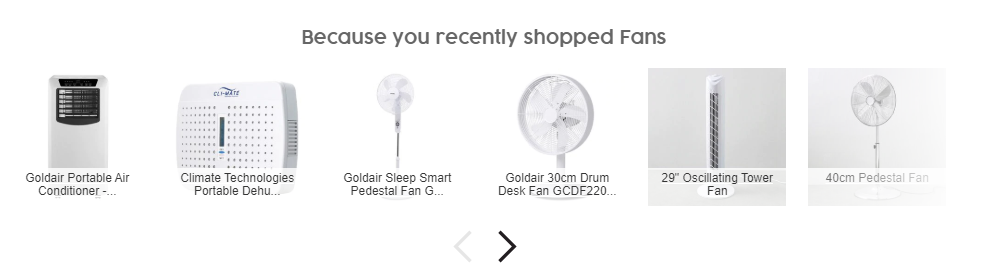 Because you recently shopped Fans
CLI-MATE
Goldair Portable Air
Conditioner -...
Climate Technologies
Portable Dehu...
Goldair Sleep Smart
Pedestal Fan G...
Goldair 30cm Drum
Desk Fan GCDF220...
29" Oscillating Tower
Fan
40cm Pedestal Fan